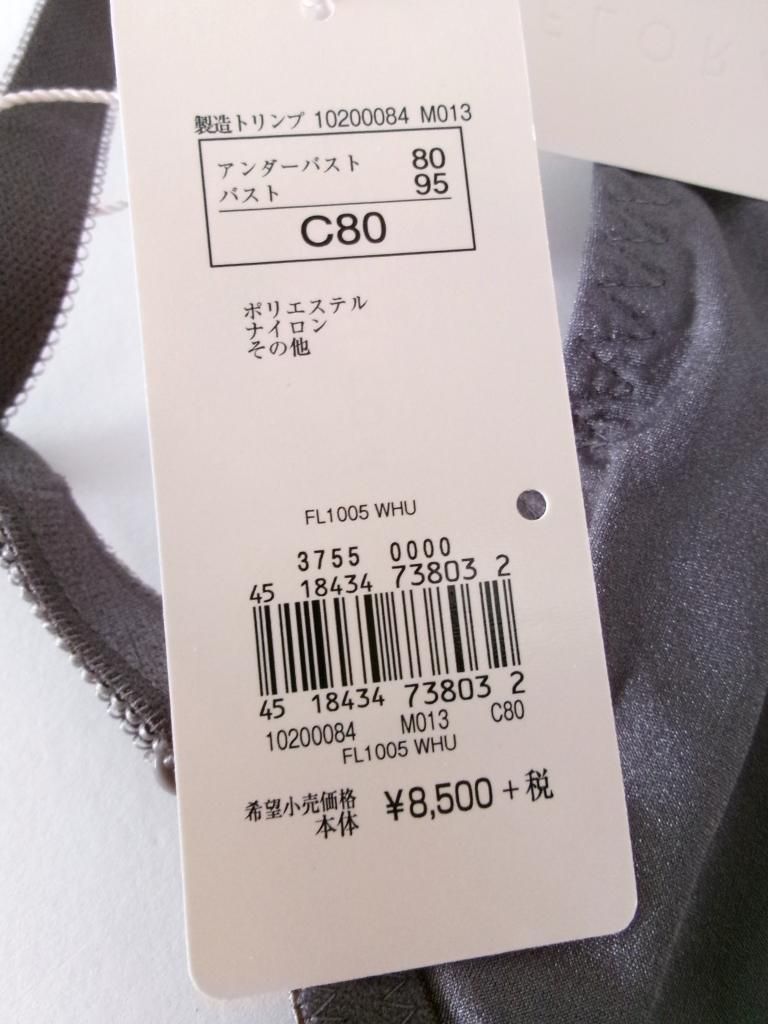 製造トリンプ 10200084 M013
アンダーバスト 80
バスト 95
C80
ポリエステル
ナイロン
その他
FL1005 WHU
3755 0000
45 18434 73803 2
45 18434 73803 2
10200084 M013 C80
FL1005 WHU
希望小売価格
本体 ¥8,500+税